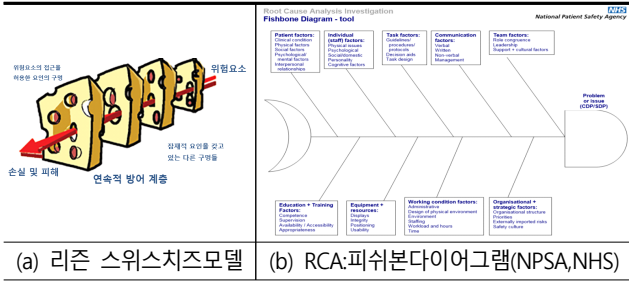 위험요소의 접근을
허용한 요인의 구멍
위험요소
잠재적 요인을 갖고
있는 다른 구멍들
손실 및 피해
연속적 방어 계층
Root Cause Analysis Investigation
Fishbone Diagram - tool
NHS
National Patient Safety Agency
Patient factors:
Clinical condition
Physical factors
Social factors
Psychological/
mental factors
Interpersonal
relationships
Individual
(staff) factors:
Physical issues
Psychological
Social/domestic
Personality
Cognitive factors
Task factors:
Guidelines/
procedures/
protocols
Decision aids
Task design
Communication
factors:
Verbal
Written
Non-verbal
Management
Team factors:
Role congruence
Leadership
Support + cultural factors
Problem
or issue
(CDP/SDP)
Education + Training
Factors:
Competence
Supervision
Availability / Accessibility
Appropriateness
Equipment +
resources:
Displays
Integrity
Positioning
Usability
Working condition factors:
Administrative
Design of physical environment
Environment
Staffing
Workload and hours
Time
Organisational +
strategic factors:
Organisational structure
Priorities
Externally imported risks
Safety culture
(a) 리즌 스위스치즈모델
(b) RCA:피쉬본다이어그램(NPSA,NHS)